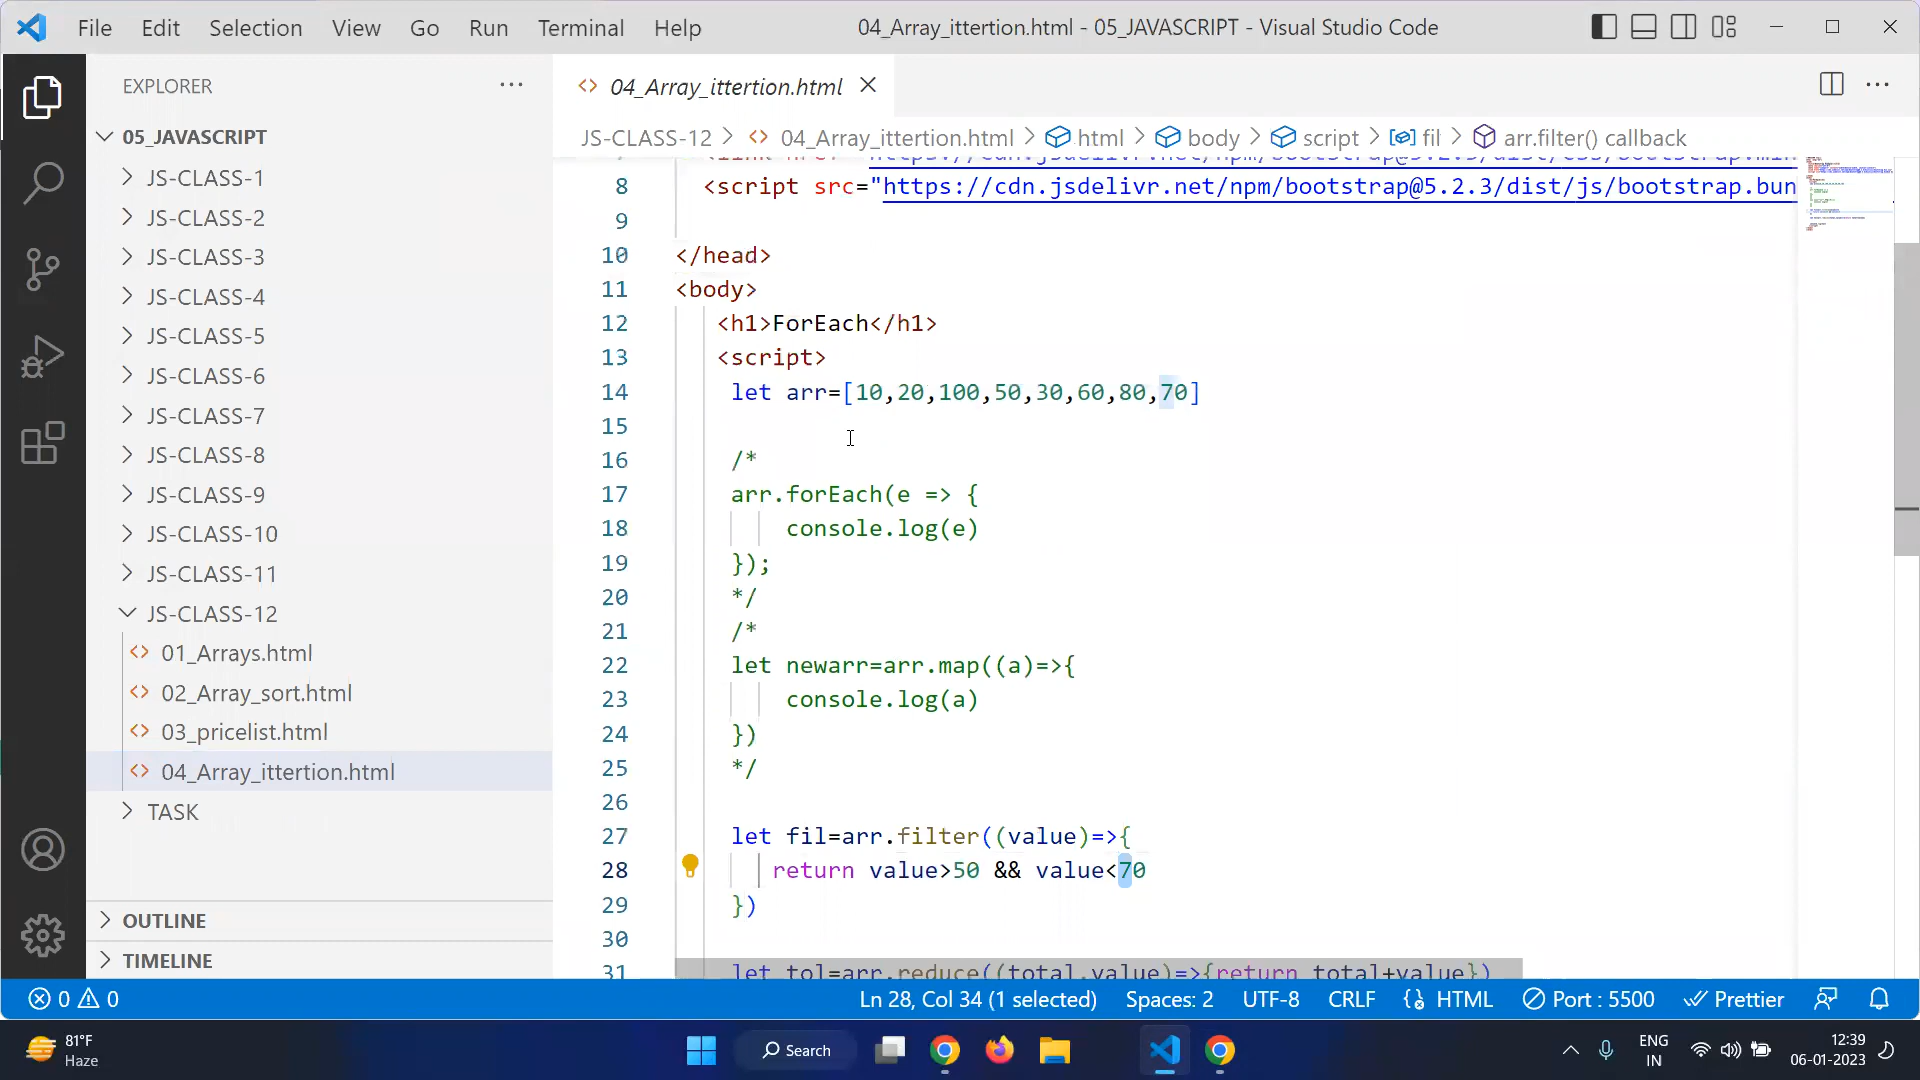 File Edit Selection View Go Run Terminal Help
04_Array_ittertion.html - 05_JAVASCRIPT - Visual Studio Code
EXPLORER
05_JAVASCRIPT
JS-CLASS-1
JS-CLASS-2
JS-CLASS-3
JS-CLASS-4
JS-CLASS-5
JS-CLASS-6
JS-CLASS-7
JS-CLASS-8
JS-CLASS-9
JS-CLASS-10
JS-CLASS-11
JS-CLASS-12
01_Arrays.html
02_Array_sort.html
03_pricelist.html
04_Array_ittertion.html
TASK
OUTLINE
TIMELINE
04_Array_ittertion.html
JS-CLASS-12 > 04_Array_ittertion.html > html > body > script > fil > arr.filter() callback
8 <script src="https://cdn.jsdelivr.net/npm/bootstrap@5.2.3/dist/js/bootstrap.bun
9
10 </head>
11 <body>
12 <h1>ForEach</h1>
13 <script>
14 let arr=[10,20,100,50,30,60,80,70]
15
16 /*
17 arr.forEach(e => {
18 console.log(e)
19 });
20 */
21 /*
22 let newarr=arr.map((a)=>{
23 console.log(a)
24 })
25 */
26
27 let fil=arr.filter((value)=>{
28 return value>50 && value<70
29 })
30
31 let tol=arr.reduce((total,value)=>{return total+value})
0 0
Ln 28, Col 34 (1 selected) Spaces: 2 UTF-8 CRLF HTML Port : 5500 Prettier
81°F
Haze
Search
ENG
IN
12:39
06-01-2023